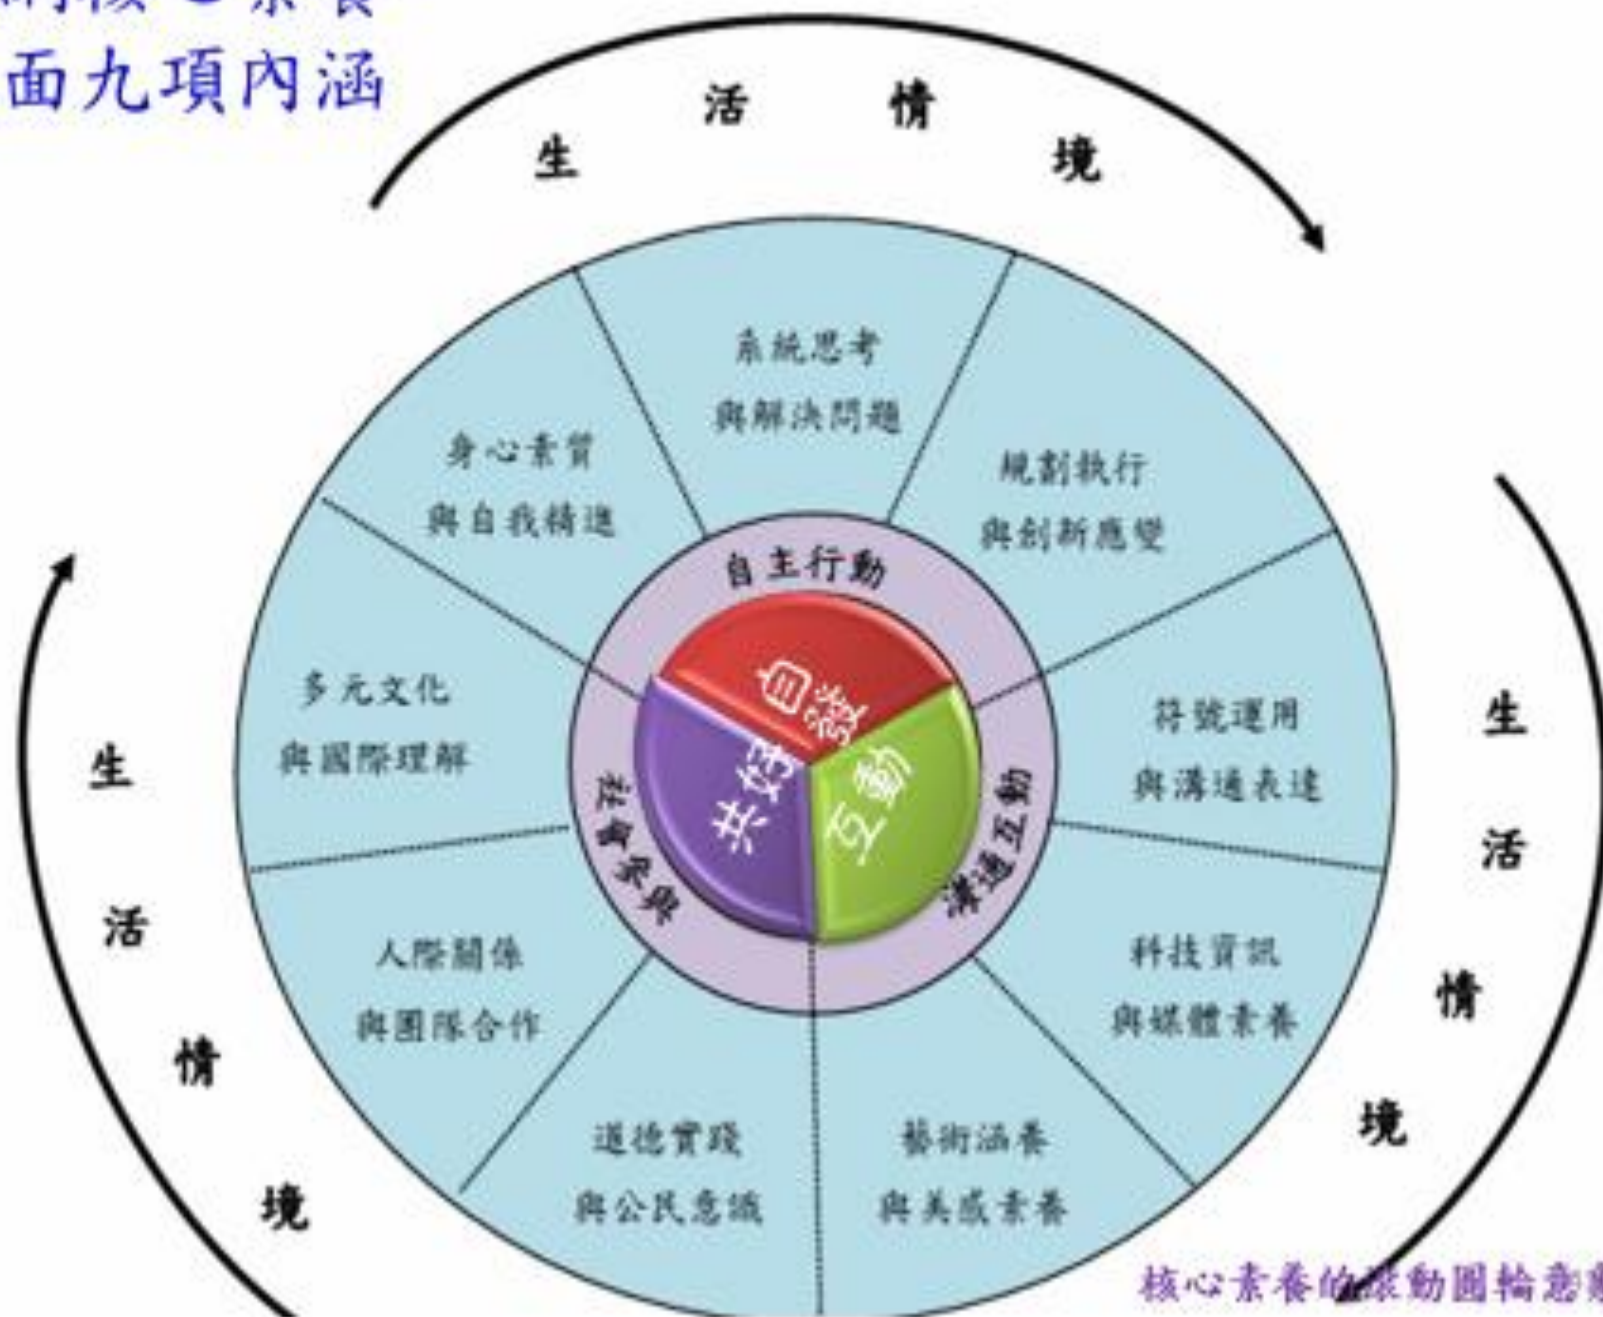 核心素養
面九項內涵
生活情境
系統思考
與解決問題
身心素質
與自我精進
規劃執行
與創新應變
自主行動
自發
多元文化
與國際理解
符號運用
與溝通表達
生活情境
共好
互動
社會參與
溝通互動
生活情境
人際關係
與團隊合作
科技資訊
與媒體素養
道德實踐
與公民意識
藝術涵養
與美感素養
核心素養的滾動圓輪意